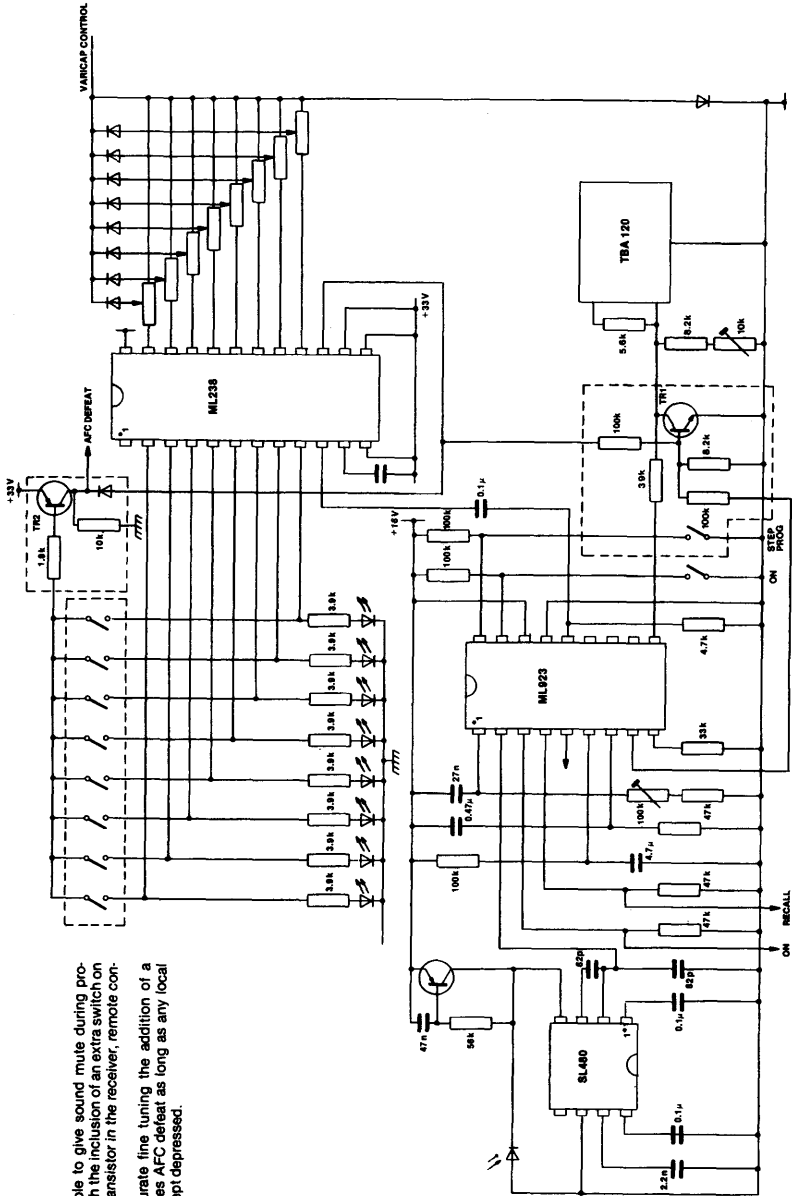 ole to give sound mute during pro-
h the inclusion of an extra switch on
ansistor in the receiver, remote con-
urate fine tuning the addition of a
es AFC defeat as long as any local
pt depressed.
VARICAP CONTROL
+33V
TR2
1.8k
10k
AFC DEFEAT
1
ML238
+33V
3.9k
3.9k
3.9k
3.9k
3.9k
3.9k
3.9k
3.9k
+16V
100k
100k
0.1µ
TBA 120
5.6k
8.2k
10k
TR1
100k
39k
8.2k
100k
STEP
PROG
ON
1
ML923
4.7k
33k
27n
0.47µ
100k
100k
47k
4.7µ
47k
47k
RECALL
ON
47n
56k
82p
82p
SL480
1
0.1µ
0.1µ
2.2n